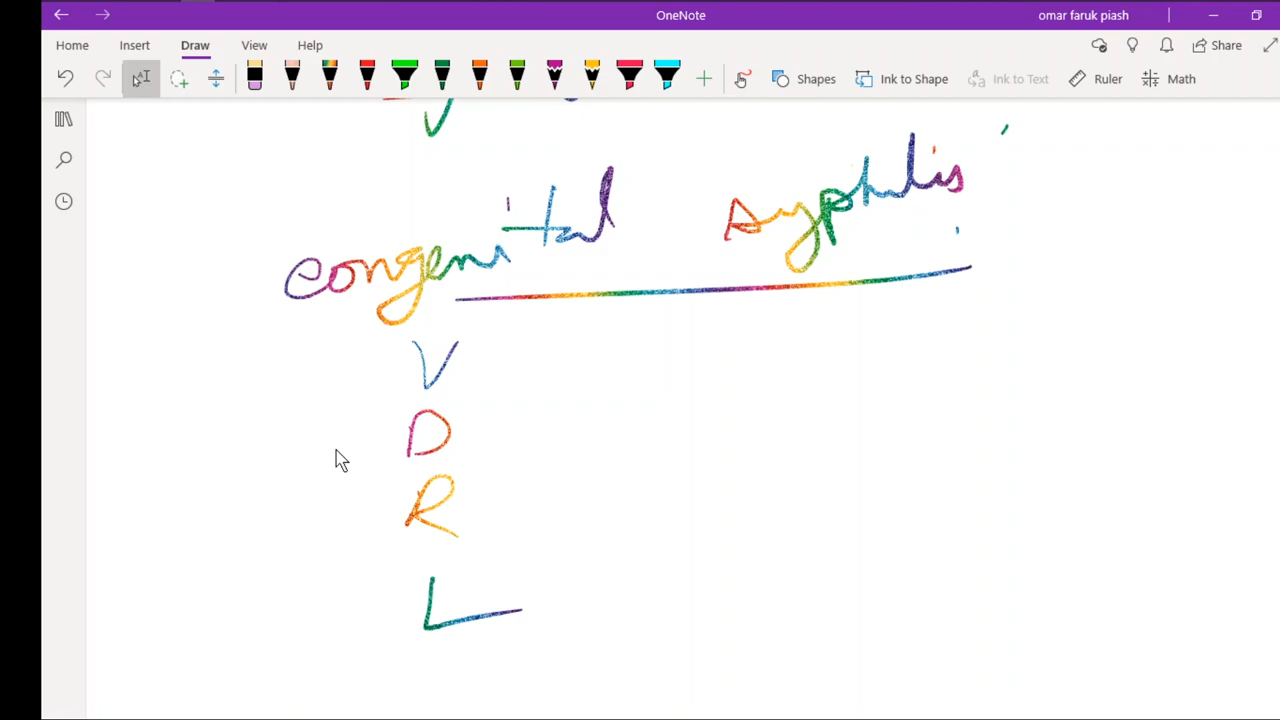 OneNote
omar faruk piash
Home Insert Draw View Help
Share
Shapes Ink to Shape Ink to Text Ruler Math
congenital syphilis
V
D
R
L